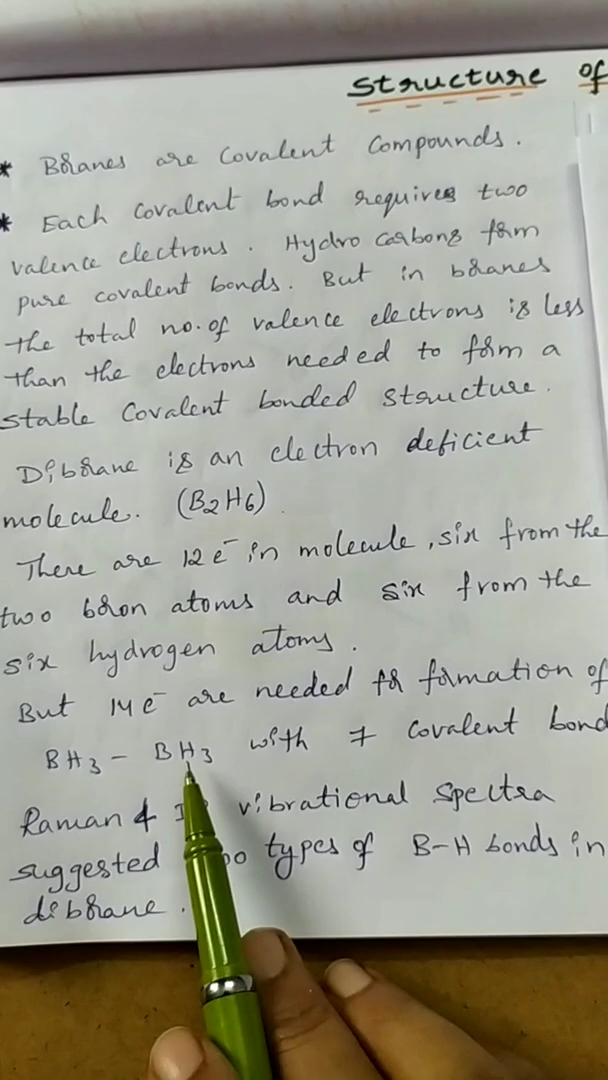 Structure of
* Boranes are Covalent Compounds.
* Each Covalent bond requires two
valence electrons. Hydro carbons form
pure covalent bonds. But in boranes
the total no. of valence electrons is less
than the electrons needed to form a
stable Covalent bonded structure.
Diborane is an electron deficient
molecule. (B2H6)
There are 12 e⁻ in molecule, six from the
two boron atoms and six from the
six hydrogen atoms.
But 14 e⁻ are needed for formation of
BH3 - BH3 with 7 covalent bond
Raman & vibrational spectra
suggested types of B-H bonds in
diborane.